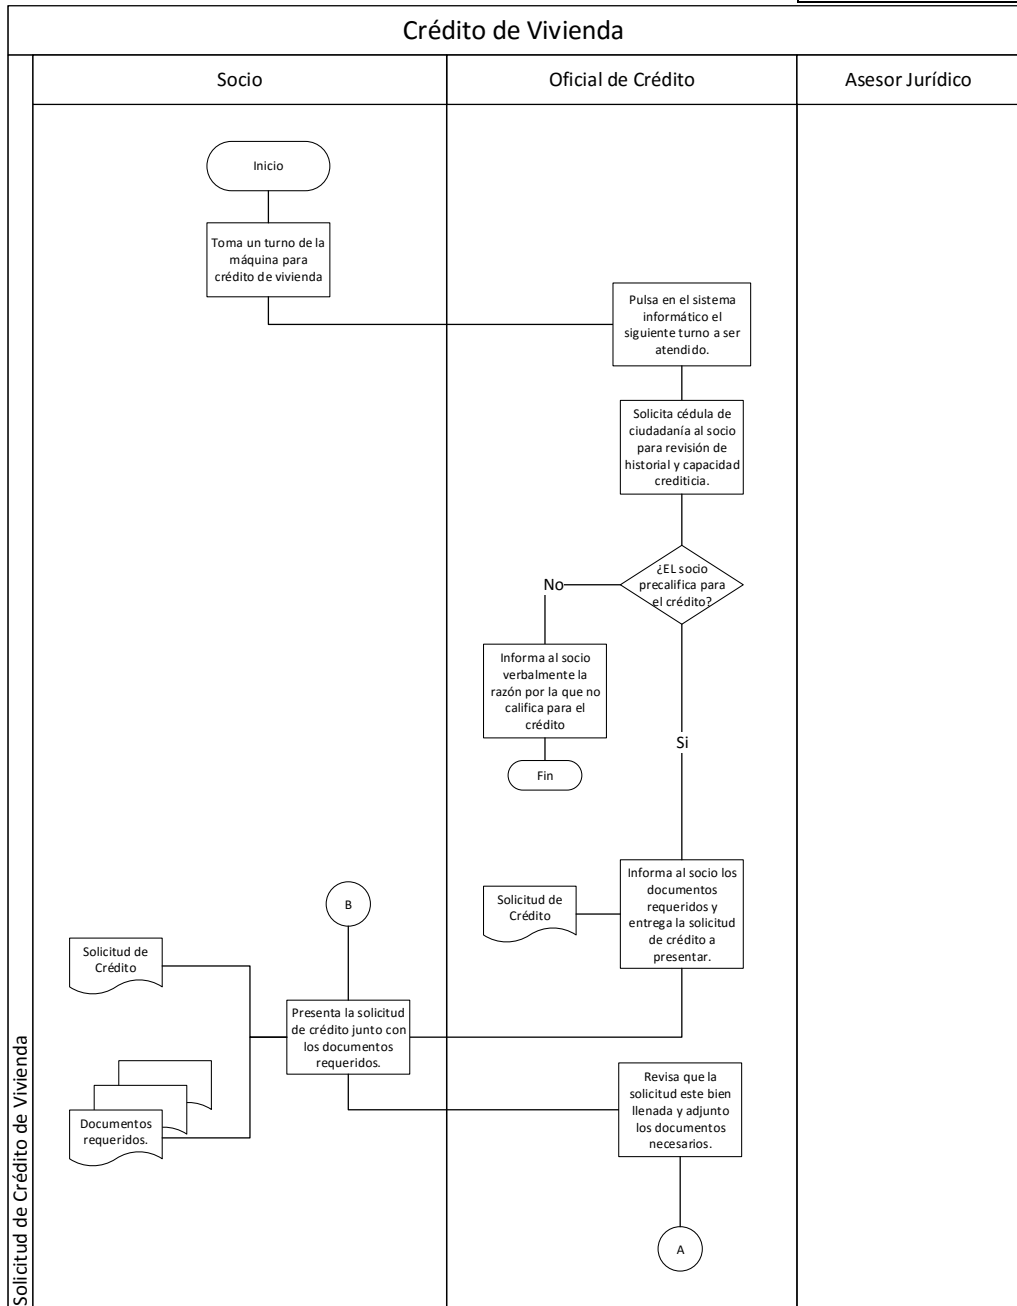 Crédito de Vivienda
Socio
Oficial de Crédito
Asesor Jurídico
Inicio
Toma un turno de la
máquina para
crédito de vivienda
Pulsa en el sistema
informático el
siguiente turno a ser
atendido.
Solicita cédula de
ciudadanía al socio
para revisión de
historial y capacidad
crediticia.
¿EL socio
precalifica para
el crédito?
No
Informa al socio
verbalmente la
razón por la que no
califica para el
crédito
Fin
Si
Informa al socio los
documentos
requeridos y
entrega la solicitud
de crédito a
presentar.
Solicitud de
Crédito
B
Solicitud de
Crédito
Presenta la solicitud
de crédito junto con
los documentos
requeridos.
Documentos
requeridos.
Revisa que la
solicitud este bien
llenada y adjunto
los documentos
necesarios.
A
Solicitud de Crédito de Vivienda